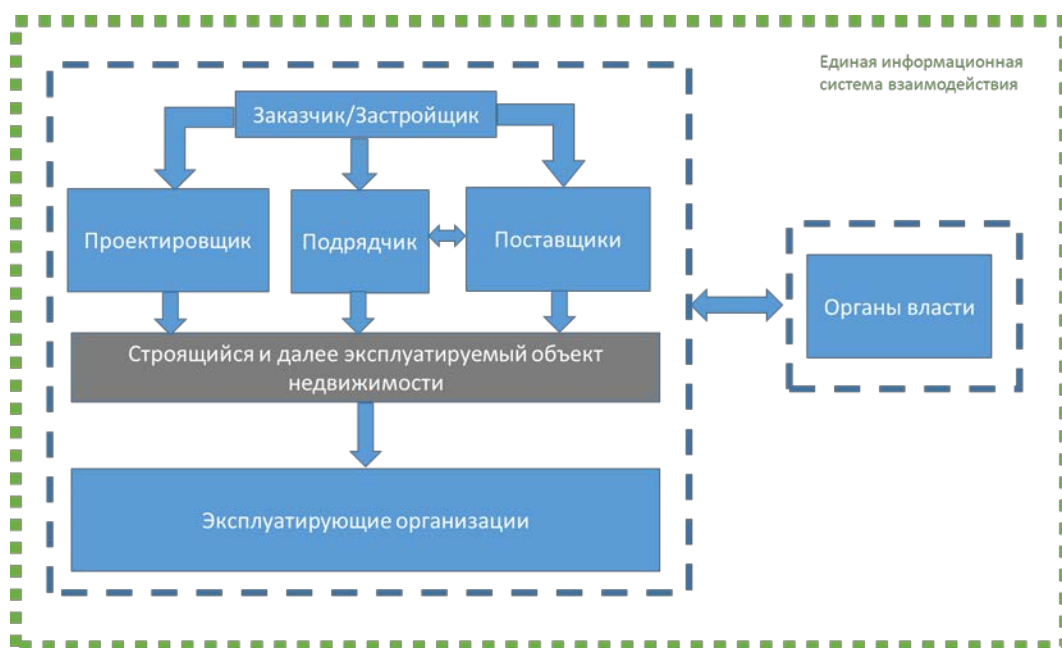 Единая информационная
система взаимодействия
Заказчик/Застройщик
Проектировщик
Подрядчик
Поставщики
Органы власти
Строящийся и далее эксплуатируемый объект
недвижимости
Эксплуатирующие организации